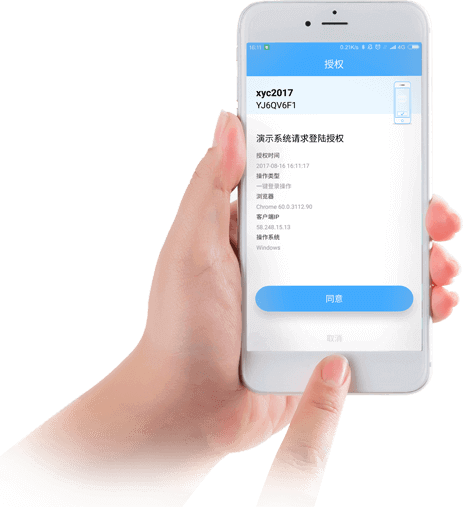 16:11 0.21K/s 4G
授权
xyc2017
YJ6QV6F1
演示系统请求登陆授权
授权时间
2017-08-16 16:11:17
操作类型
一键登录操作
浏览器
Chrome 60.0.3112.90
客户端IP
58.248.15.13
操作系统
Windows
同意
取消